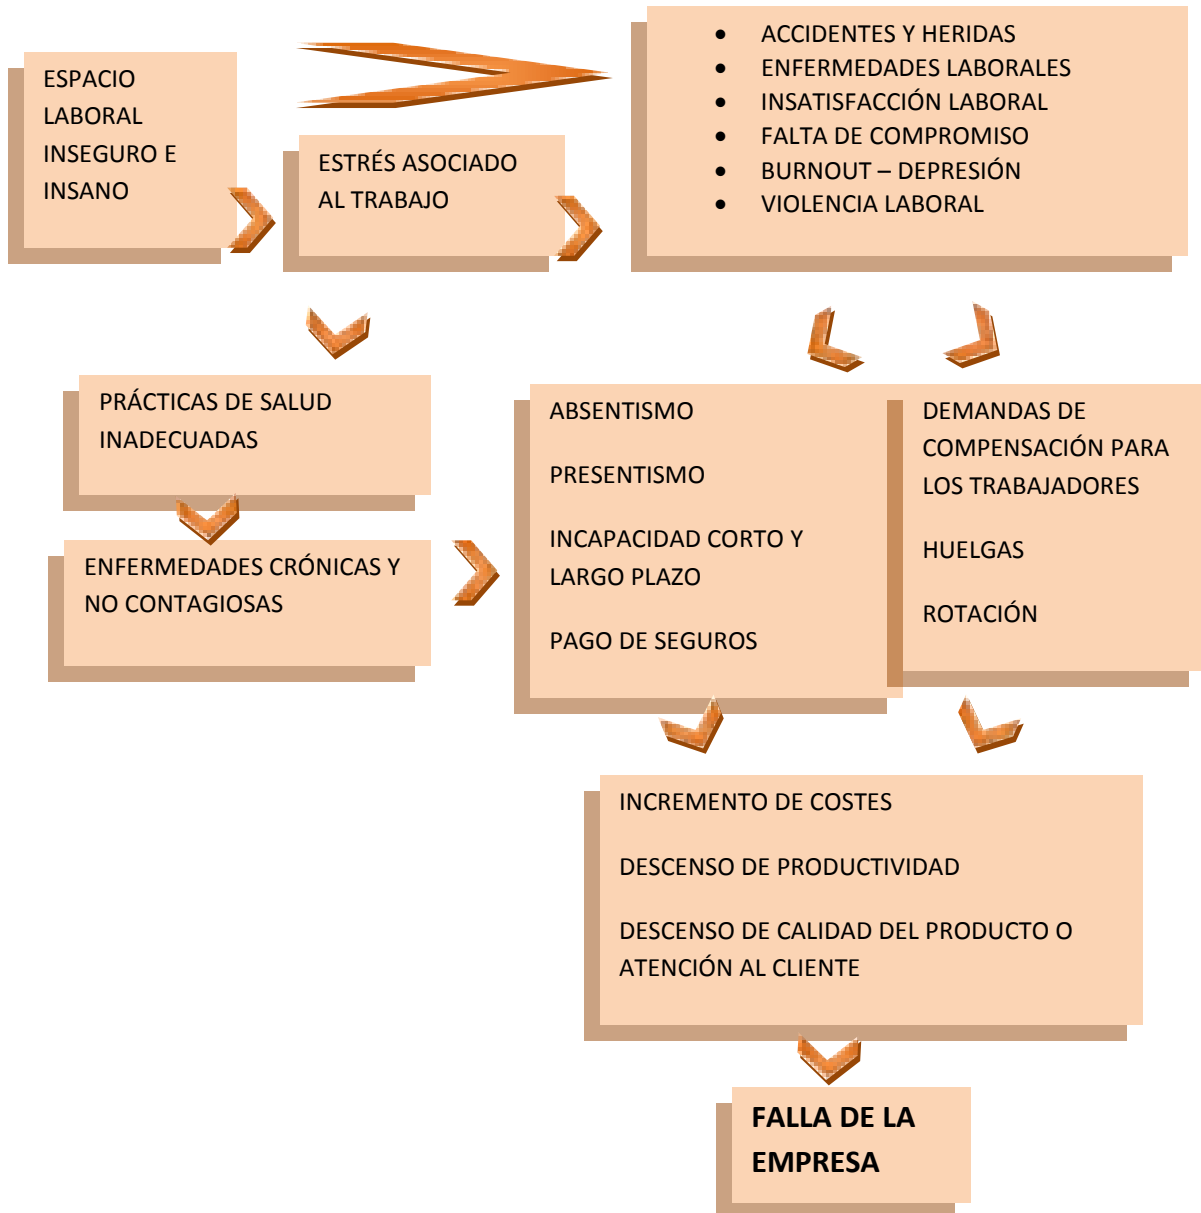 ESPACIO
LABORAL
INSEGURO E
INSANO
ESTRÉS ASOCIADO
AL TRABAJO
• ACCIDENTES Y HERIDAS
• ENFERMEDADES LABORALES
• INSATISFACCIÓN LABORAL
• FALTA DE COMPROMISO
• BURNOUT – DEPRESIÓN
• VIOLENCIA LABORAL
PRÁCTICAS DE SALUD
INADECUADAS
ENFERMEDADES CRÓNICAS Y
NO CONTAGIOSAS
ABSENTISMO
PRESENTISMO
INCAPACIDAD CORTO Y
LARGO PLAZO
PAGO DE SEGUROS
DEMANDAS DE
COMPENSACIÓN PARA
LOS TRABAJADORES
HUELGAS
ROTACIÓN
INCREMENTO DE COSTES
DESCENSO DE PRODUCTIVIDAD
DESCENSO DE CALIDAD DEL PRODUCTO O
ATENCIÓN AL CLIENTE
FALLA DE LA
EMPRESA